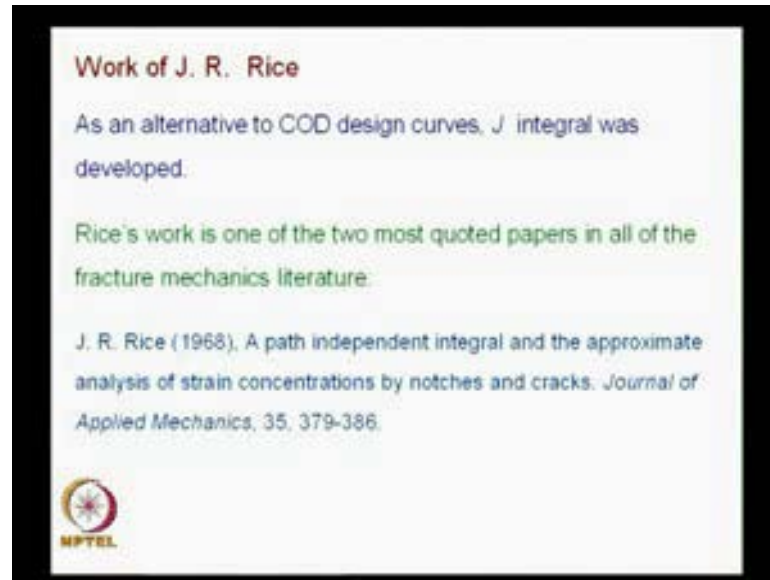 Work of J. R. Rice
As an alternative to COD design curves, J integral was
developed.
Rice's work is one of the two most quoted papers in all of the
fracture mechanics literature.
J. R. Rice (1968), A path independent integral and the approximate
analysis of strain concentrations by notches and cracks. Journal of
Applied Mechanics, 35, 379-386.
NPTEL